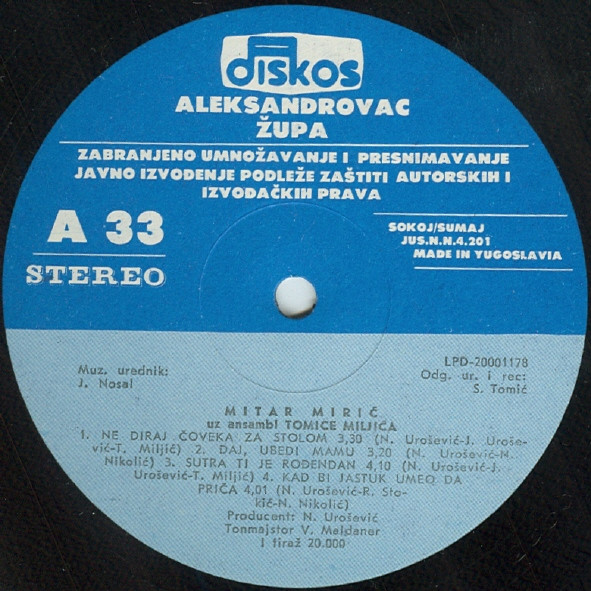 diskos
ALEKSANDROVAC
ŽUPA
ZABRANJENO UMNOŽAVANJE I PRESNIMAVANJE
JAVNO IZVOĐENJE PODLEŽE ZAŠTITI AUTORSKIH I
IZVOĐAČKIH PRAVA
A 33
STEREO
SOKOJ/SUMAJ
JUS.N.N.4.201
MADE IN YUGOSLAVIA
Muz. urednik:
J. Nosal
LPD-20001178
Odg. ur. i rec:
S. Tomić
MITAR MIRIĆ
uz ansambl TOMICE MILJIĆA
1. NE DIRAJ ČOVEKA ZA STOLOM 3,30 (N. Urošević-J. Uroše-
vić-T. Miljić) 2. DAJ, UBEDI MAMU 3,20 (N. Urošević-N.
Nikolić) 3. SUTRA TI JE ROĐENDAN 4,10 (N. Urošević-J.
Urošević-T. Miljić) 4. KAD BI JASTUK UMEO DA
PRIČA 4,01 (N. Urošević-R. Sto-
kić-N. Nikolić)
Producent: N. Urošević
Tonmajstor V. Meldaner
I tiraž 20.000